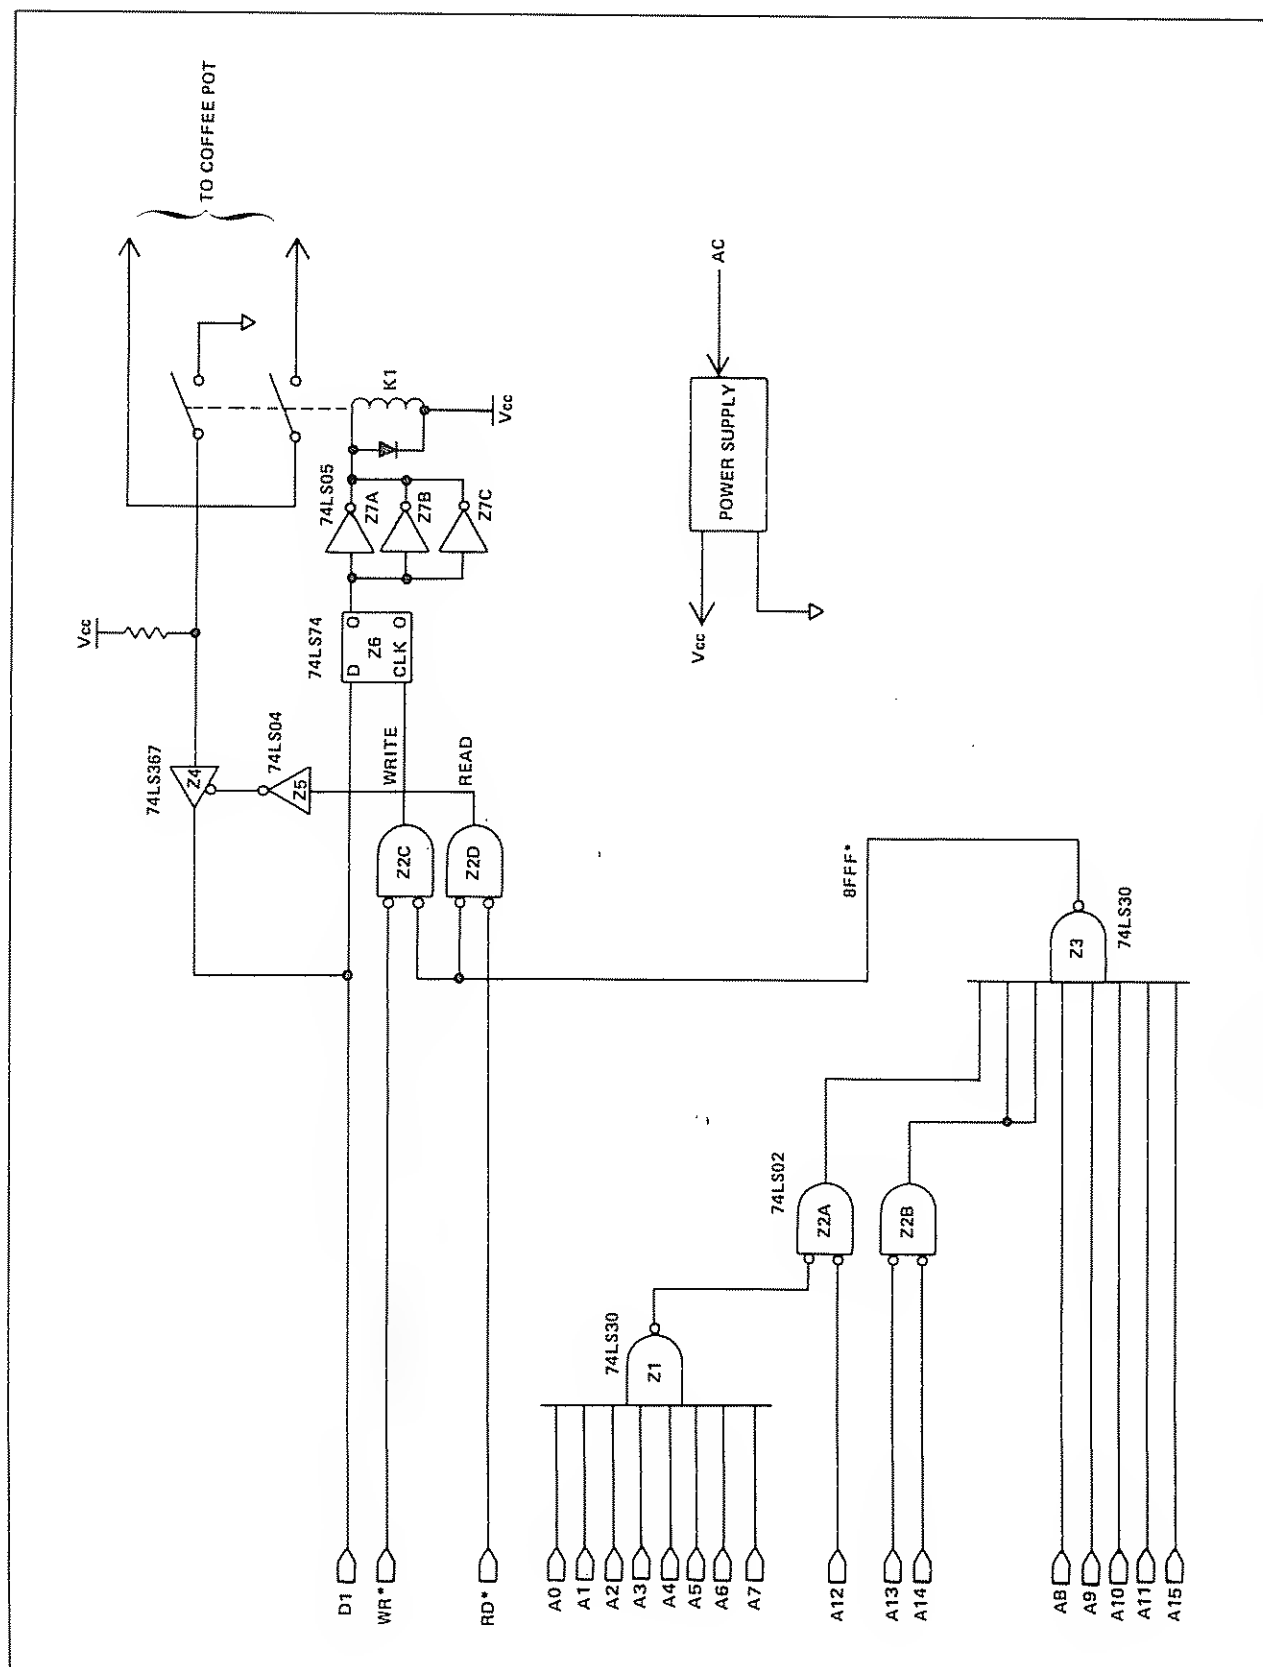 TO COFFEE POT
Vcc
74LS367
Z4
74LS04
Z5
74LS74
D
O
Z6
CLK
O
74LS05
Z7A
Z7B
Z7C
K1
Vcc
WRITE
READ
Z2C
Z2D
D1
WR*
RD*
AC
POWER SUPPLY
Vcc
8FFF*
74LS30
Z1
A0
A1
A2
A3
A4
A5
A6
A7
74LS02
Z2A
Z2B
A12
A13
A14
Z3
74LS30
A8
A9
A10
A11
A15